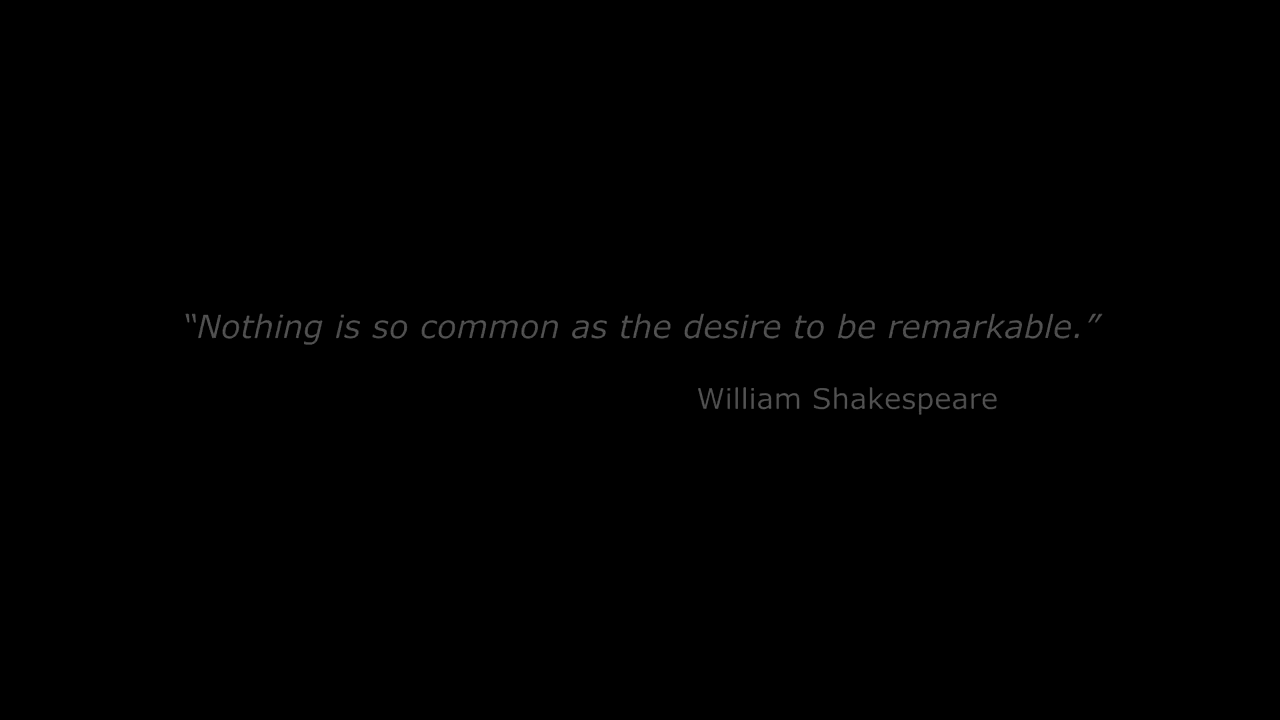 “Nothing is so common as the desire to be remarkable.”
William Shakespeare